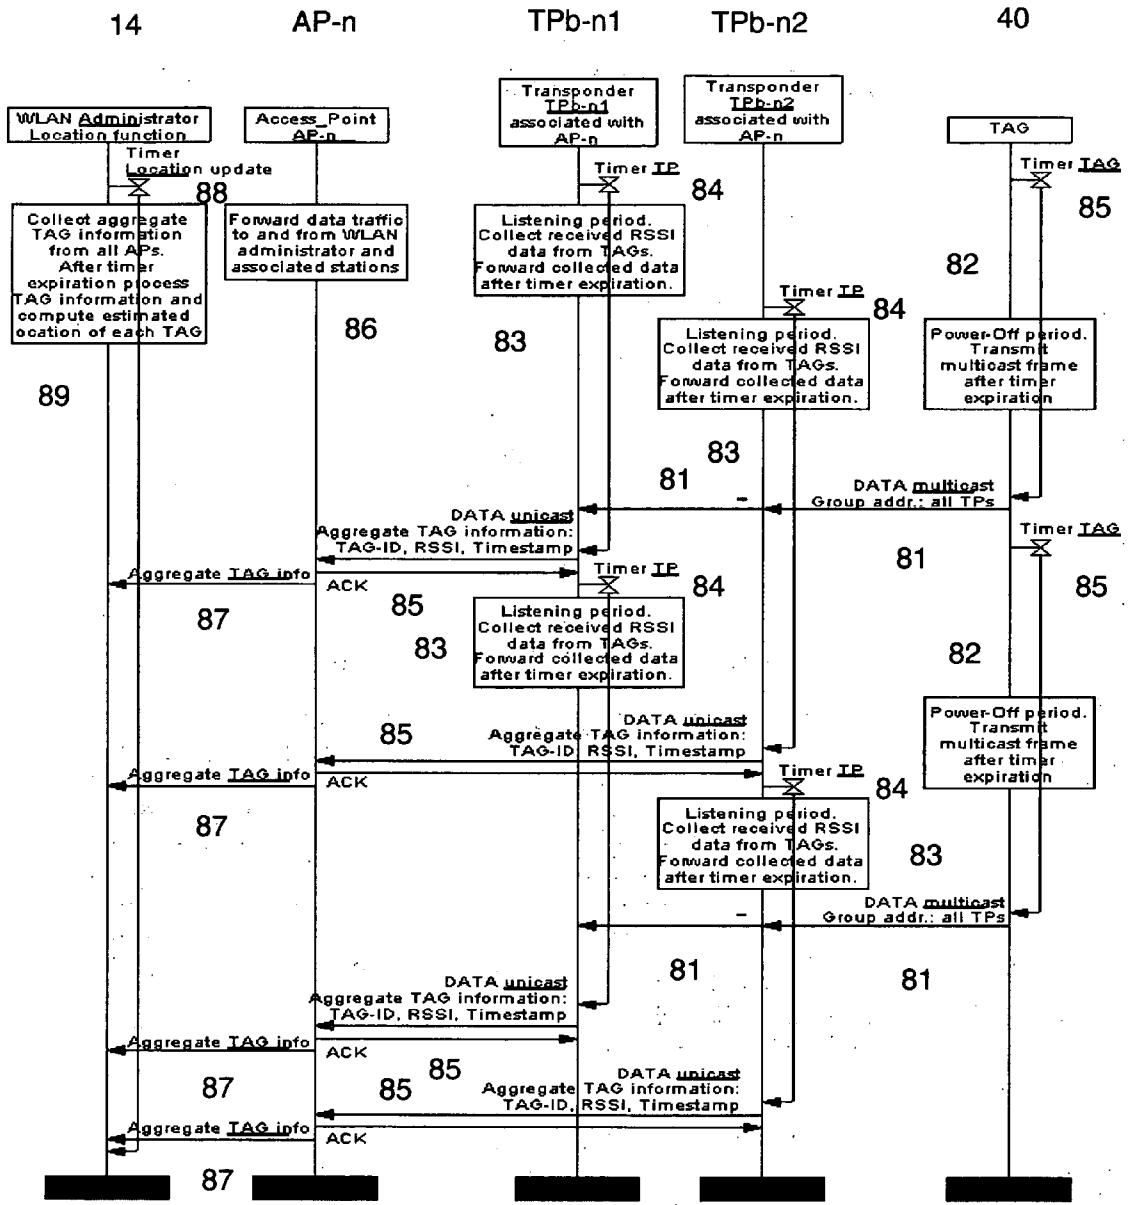 14
AP-n
TPb-n1
TPb-n2
40
WLAN Administrator
Location function
Access_Point
AP-n
Transponder
TPb-n1
associated with
AP-n
Transponder
TPb-n2
associated with
AP-n
TAG
Timer
Location update
88
Timer TP
84
Timer TAG
85
Collect aggregate
TAG information
from all APs.
After timer
expiration process
TAG information and
compute estimated
ocation of each TAG
Forward data traffic
to and from WLAN
administrator and
associated stations
Listening period.
Collect received RSSI
data from TAGs.
Forward collected data
after timer expiration.
82
86
83
Timer TP
84
Listening period.
Collect received RSSI
data from TAGs.
Forward collected data
after timer expiration.
Power-Off period.
Transmit
multicast frame
after timer
expiration
89
83
81
DATA multicast
Group addr.: all TPs
DATA unicast
Aggregate TAG information:
TAG-ID, RSSI, Timestamp
Timer TAG
81
85
Aggregate TAG info
ACK
Timer TP
84
87
85
83
Listening period.
Collect received RSSI
data from TAGs.
Forward collected data
after timer expiration.
82
Power-Off period.
Transmit
multicast frame
after timer
expiration
85
DATA unicast
Aggregate TAG information:
TAG-ID, RSSI, Timestamp
Aggregate TAG info
ACK
Timer TP
84
87
Listening period.
Collect received RSSI
data from TAGs.
Forward collected data
after timer expiration.
83
DATA multicast
Group addr.: all TPs
81
81
DATA unicast
Aggregate TAG information:
TAG-ID, RSSI, Timestamp
Aggregate TAG info
ACK
85
87
85
DATA unicast
Aggregate TAG information:
TAG-ID, RSSI, Timestamp
Aggregate TAG info
ACK
87